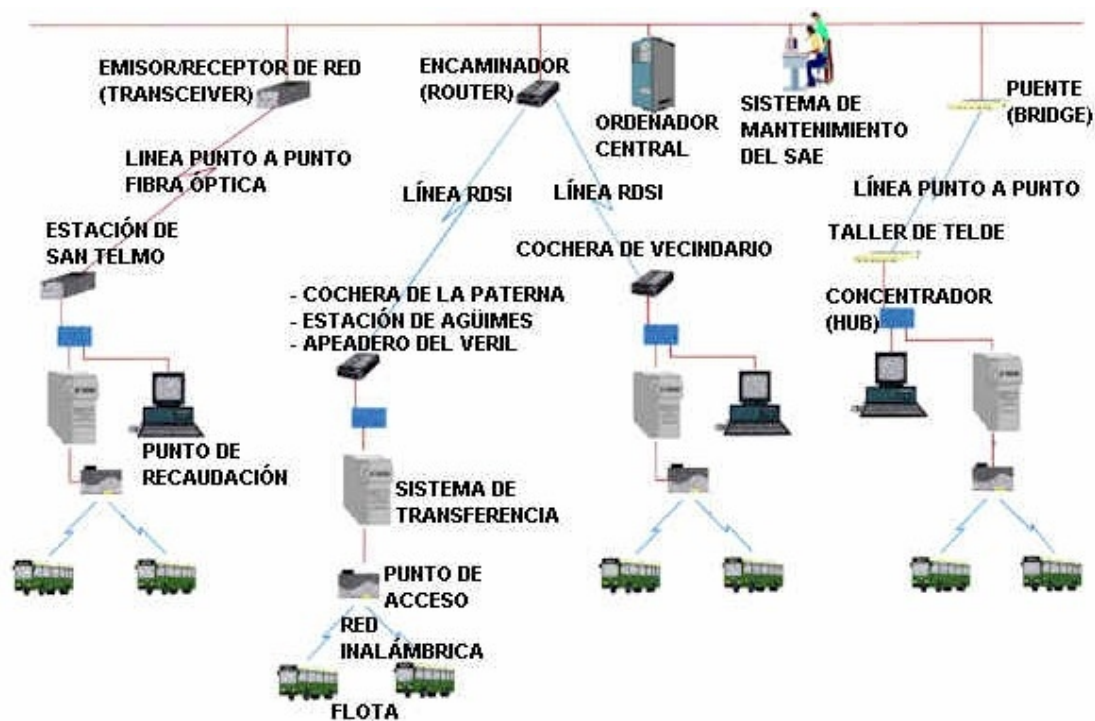 EMISOR/RECEPTOR DE RED
(TRANSCEIVER)
ENCAMINADOR
(ROUTER)
ORDENADOR
CENTRAL
SISTEMA DE
MANTENIMIENTO
DEL SAE
PUENTE
(BRIDGE)
LINEA PUNTO A PUNTO
FIBRA ÓPTICA
LÍNEA RDSI
LÍNEA RDSI
LÍNEA PUNTO A PUNTO
ESTACIÓN DE
SAN TELMO
COCHERA DE VECINDARIO
TALLER DE TELDE
- COCHERA DE LA PATERNA
- ESTACIÓN DE AGÜIMES
- APEADERO DEL VERIL
CONCENTRADOR
(HUB)
PUNTO DE
RECAUDACIÓN
SISTEMA DE
TRANSFERENCIA
PUNTO DE
ACCESO
RED
INALÁMBRICA
FLOTA